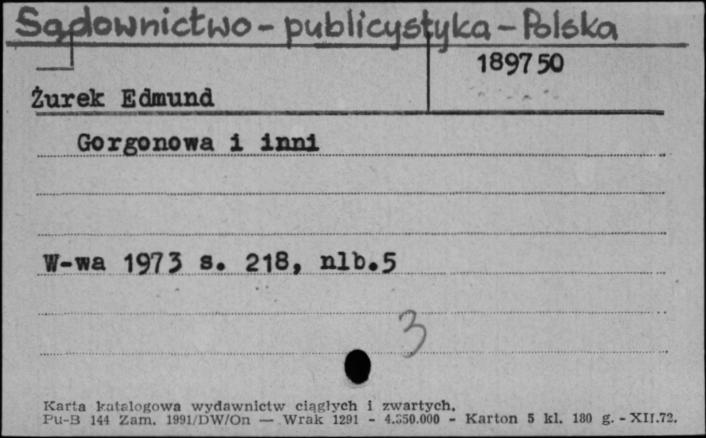 Sądownictwo - publicystyka - Polska
189750
Żurek Edmund
Gorgonowa i inni
W-wa 1973 s. 218, nlb.5
3
Karta katalogowa wydawnictw ciągłych i zwartych.
Pu-B 144 Zam. 1991/DW/On — Wrak 1291 - 4.350.000 - Karton 5 kl. 180 g. - XII.72.